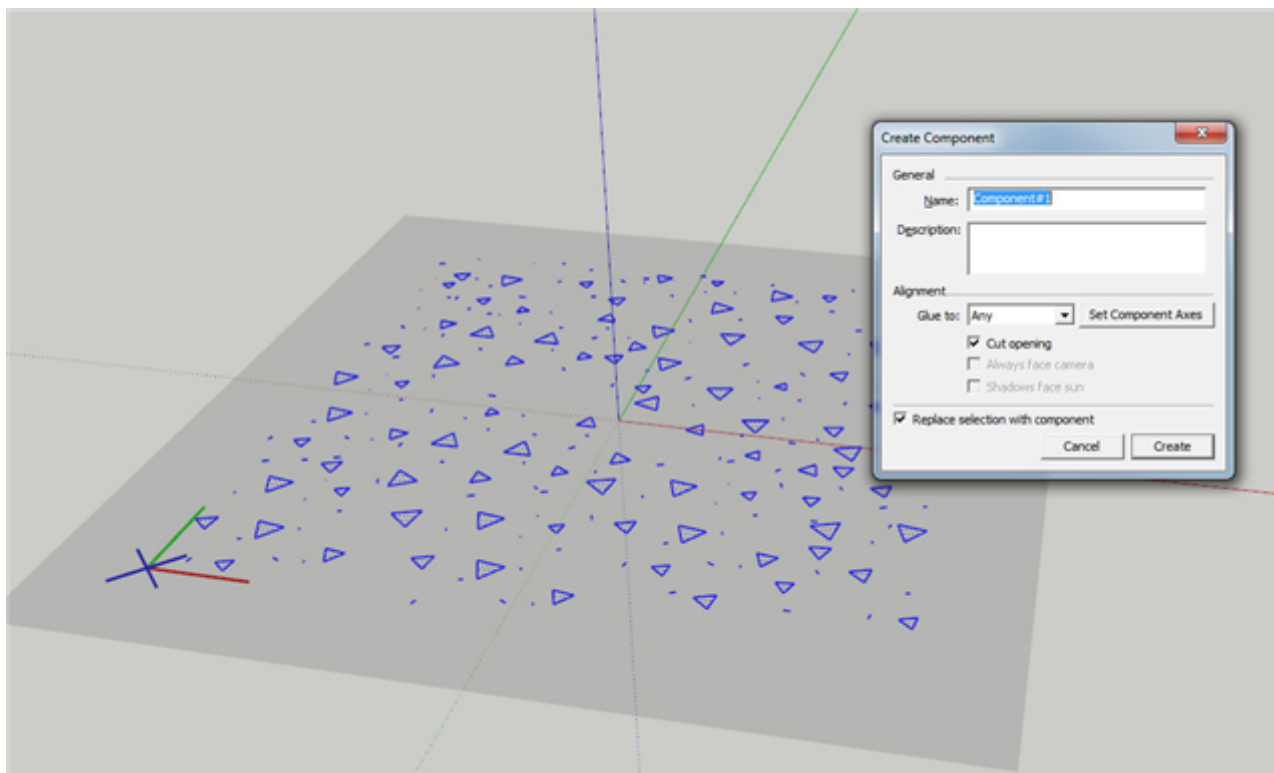 Create Component
General
Name: Component#1
Description:
Alignment
Glue to: Any Set Component Axes
Cut opening
Always face camera
Shadows face sun
Replace selection with component
Cancel Create